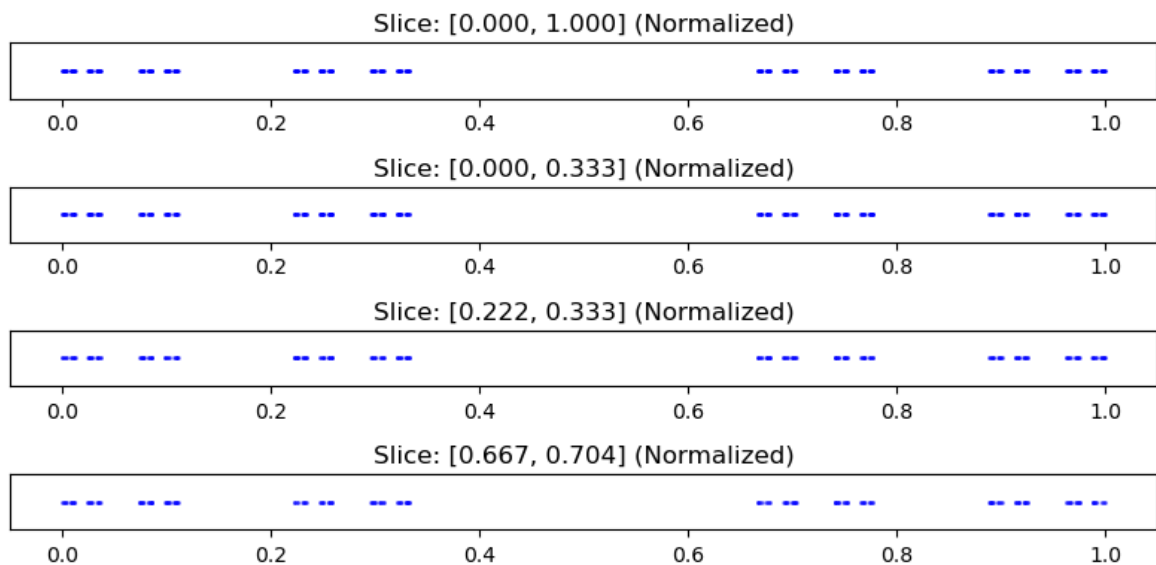 Slice: [0.000, 1.000] (Normalized)
0.0 0.2 0.4 0.6 0.8 1.0
Slice: [0.000, 0.333] (Normalized)
0.0 0.2 0.4 0.6 0.8 1.0
Slice: [0.222, 0.333] (Normalized)
0.0 0.2 0.4 0.6 0.8 1.0
Slice: [0.667, 0.704] (Normalized)
0.0 0.2 0.4 0.6 0.8 1.0